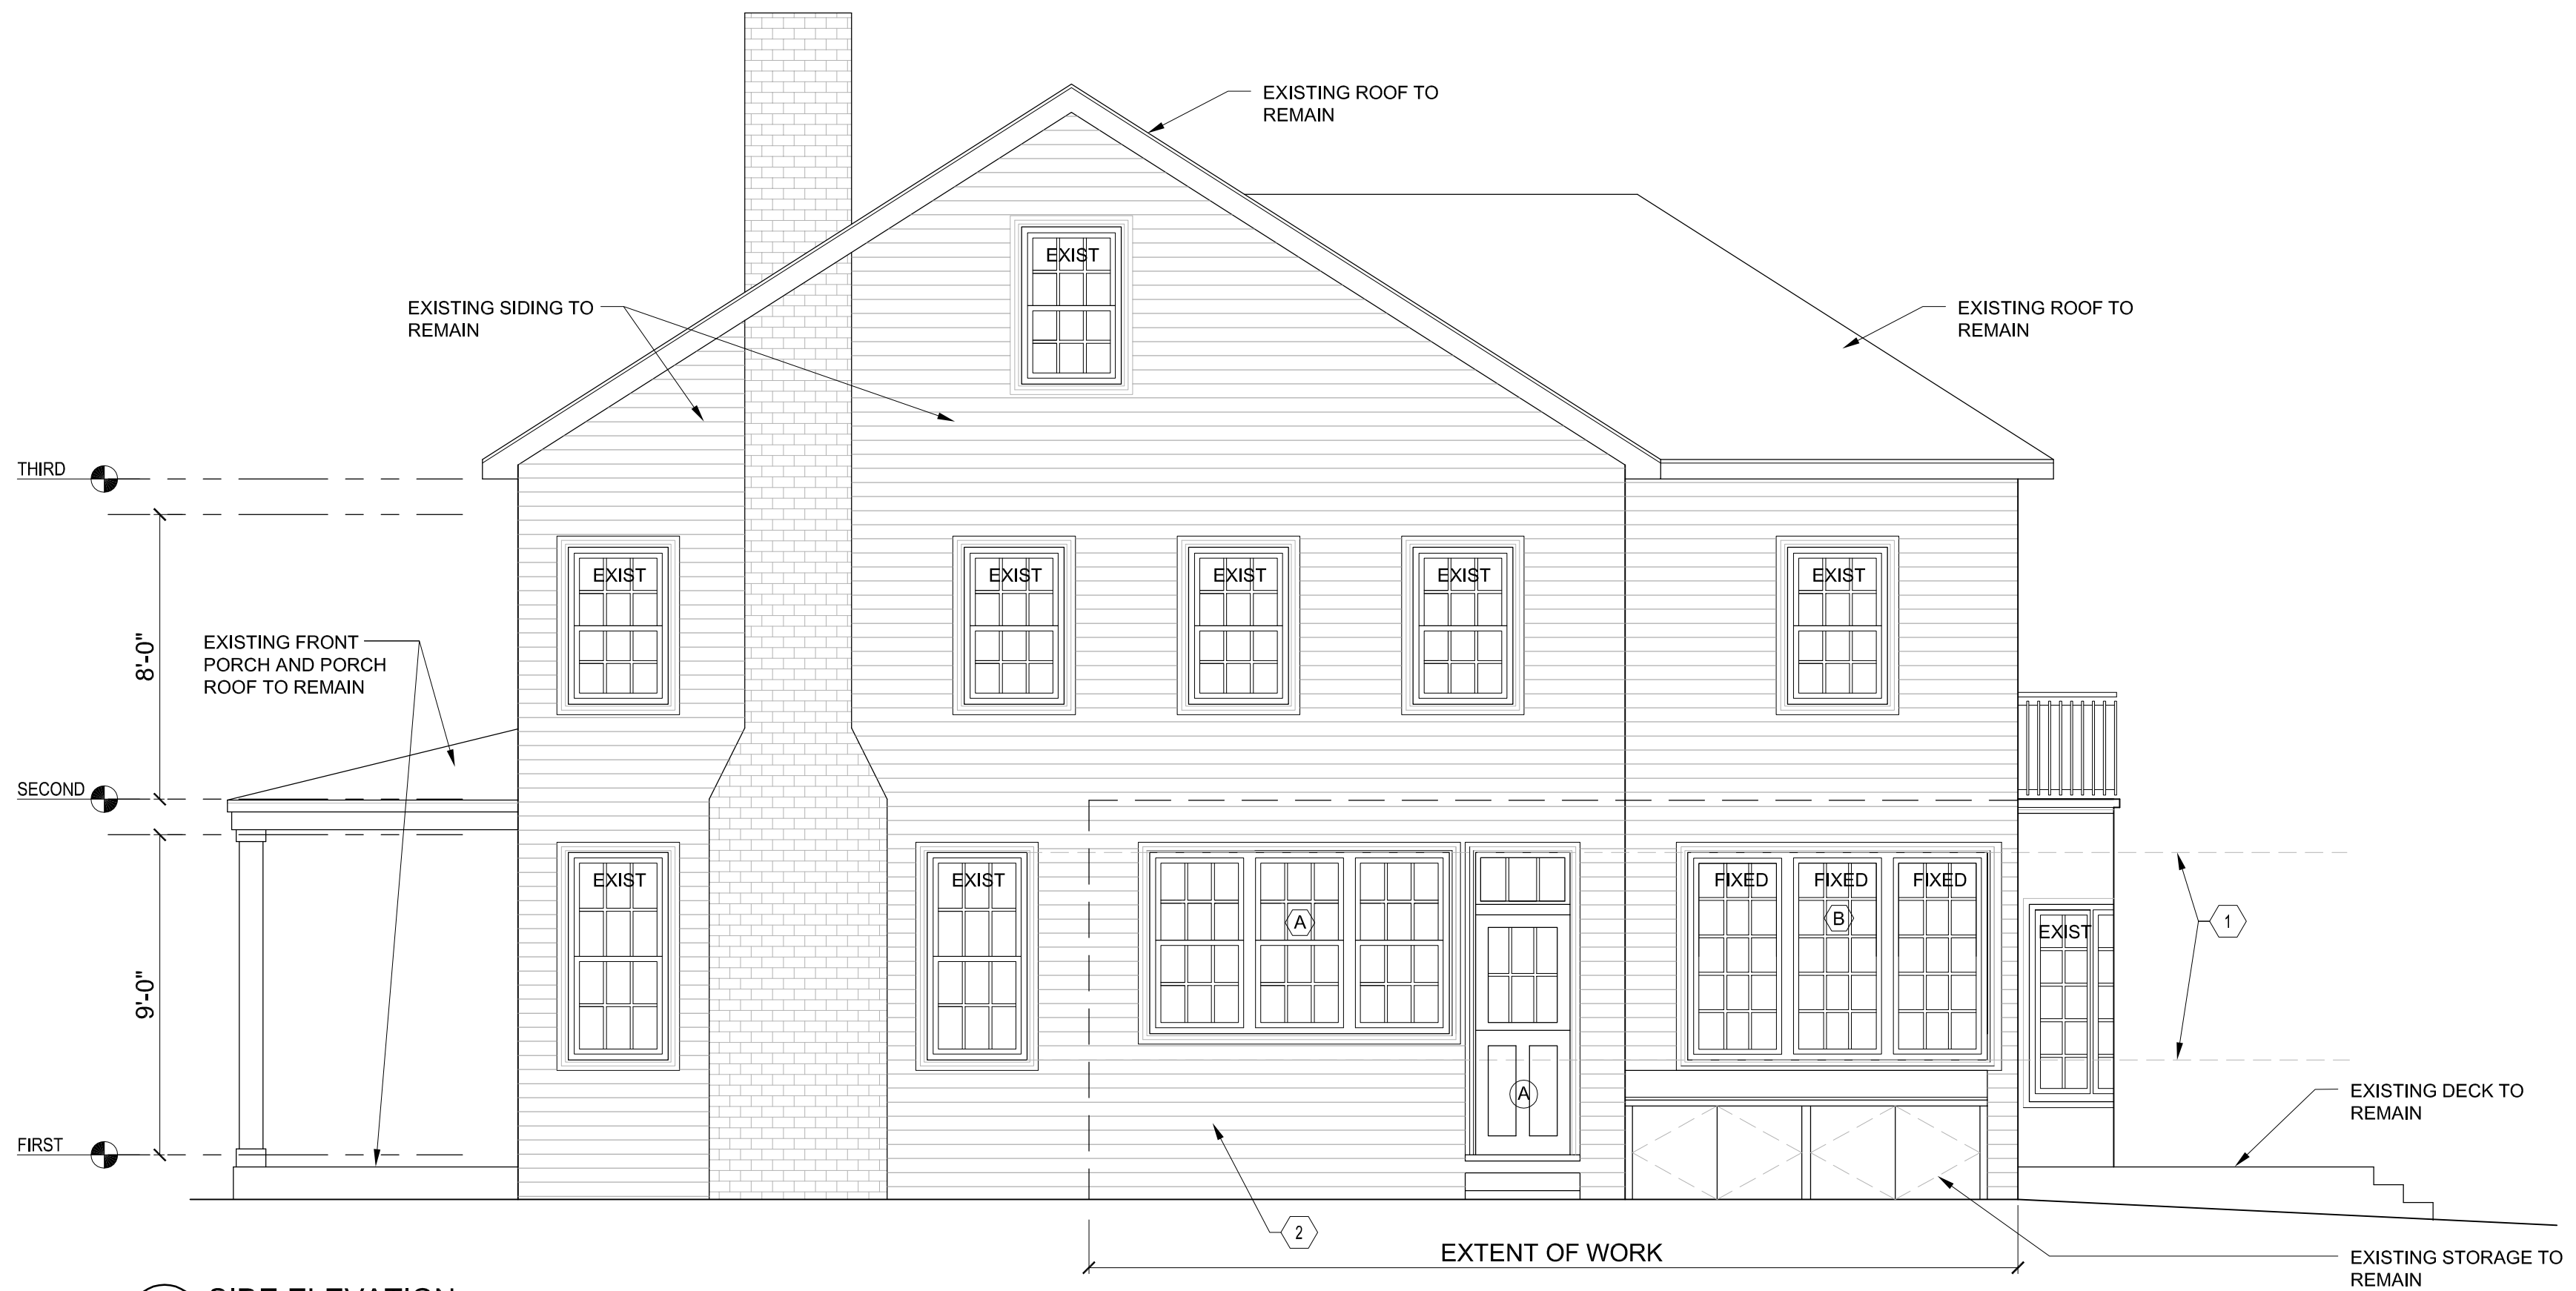 EXISTING ROOF TO
REMAIN
EXIST
EXISTING SIDING TO
REMAIN
EXISTING ROOF TO
REMAIN
THIRD
EXIST
EXIST
EXIST
EXIST
EXIST
8'-0"
EXISTING FRONT
PORCH AND PORCH
ROOF TO REMAIN
SECOND
EXIST
EXIST
FIXED
FIXED
FIXED
A
B
1
EXIST
9'-0"
A
EXISTING DECK TO
REMAIN
FIRST
2
EXTENT OF WORK
EXISTING STORAGE TO
REMAIN
SIDE ELEVATION